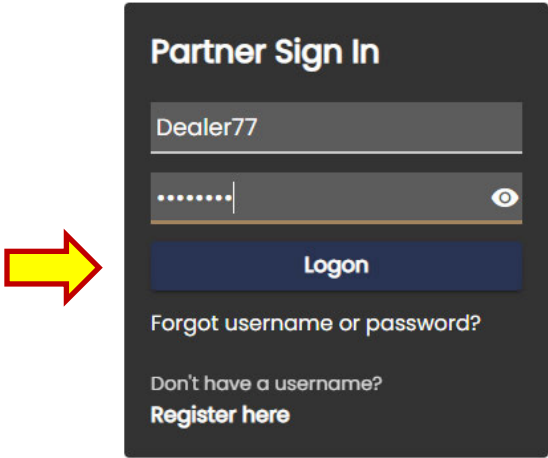 Partner Sign In
Dealer77
••••••••
Logon
Forgot username or password?
Don't have a username?
Register here